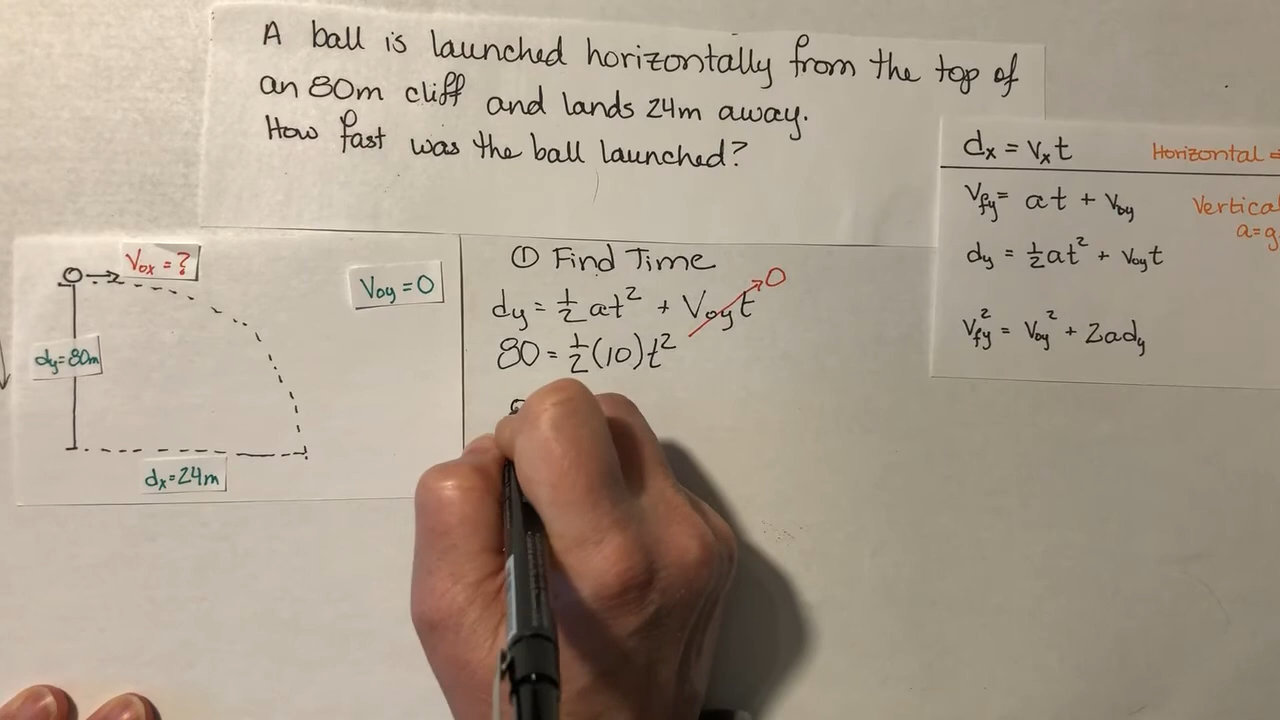 A ball is launched horizontally from the top of
an 80m cliff and lands 24m away.
How fast was the ball launched?
dx = vxt
Horizontal =
Vfy = at + Voy
Vertical
a=g
dy = ½at² + Voyt
Vfy² = Voy² + 2ady
Vox = ?
Voy = 0
dy=80m
dx=24m
① Find Time
dy = ½at² + Voyt 0
80 = ½(10)t²